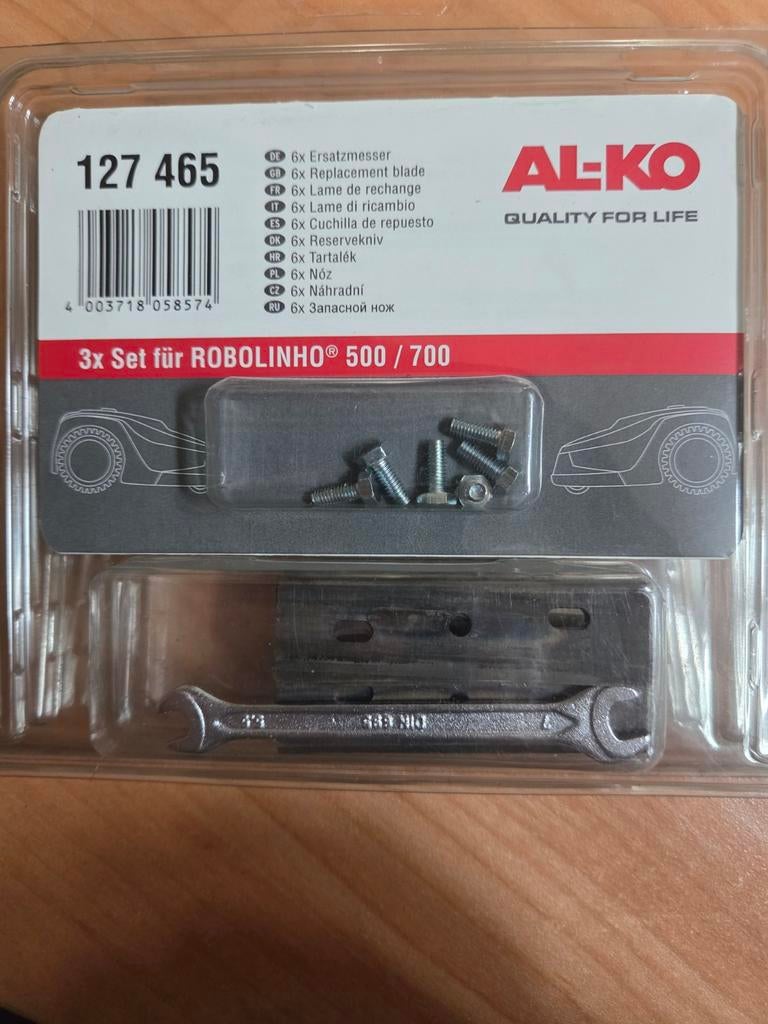 127 465
4 003718 058574
DE 6x Ersatzmesser
GB 6x Replacement blade
FR 6x Lame de rechange
IT 6x Lame di ricambio
ES 6x Cuchilla de repuesto
DK 6x Reservekniv
HR 6x Tartalék
PL 6x Nóz
CZ 6x Náhradní
RU 6x Запасной нож
AL-KO
QUALITY FOR LIFE
3x Set für ROBOLINHO® 500 / 700
DIN 895
7